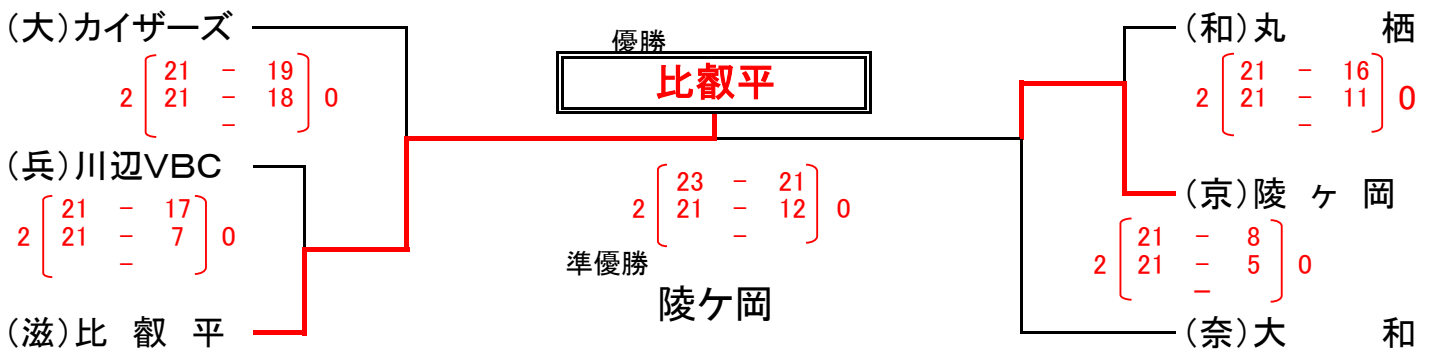 (大)カイザーズ
2 21 - 19 0
21 - 18
-
(兵)川辺VBC
2 21 - 17 0
21 - 7
-
(滋)比 叡 平
優勝
比叡平
2 23 - 21 0
21 - 12
-
準優勝
陵ケ岡
(和)丸 栖
2 21 - 16 0
21 - 11
-
(京)陵 ヶ 岡
2 21 - 8 0
21 - 5
-
(奈)大 和